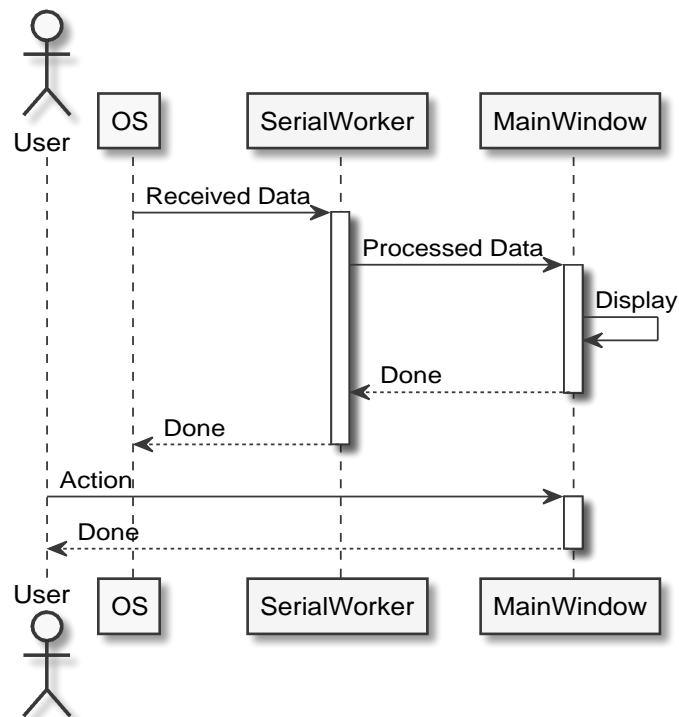 User
OS
SerialWorker
MainWindow
Received Data
Processed Data
Display
Done
Done
Action
Done
User
OS
SerialWorker
MainWindow